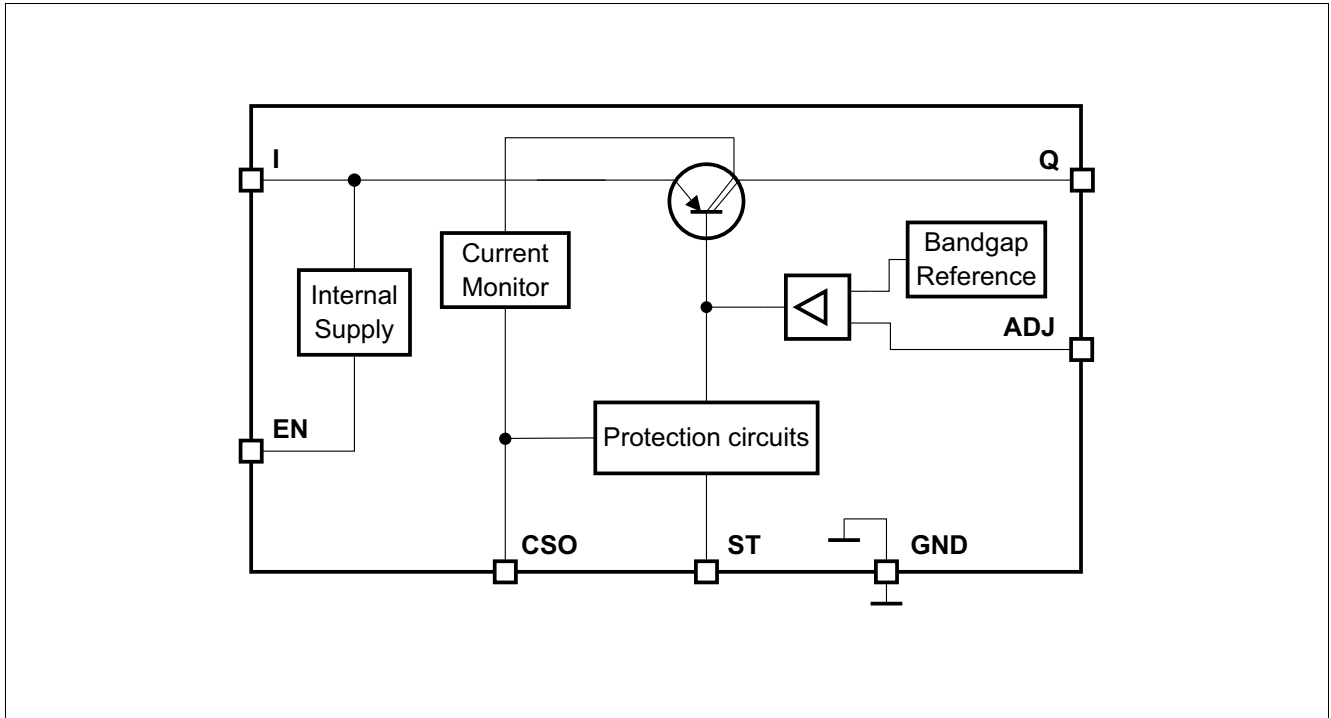 I
Q
Current
Monitor
Bandgap
Reference
Internal
Supply
ADJ
EN
Protection circuits
CSO
ST
GND